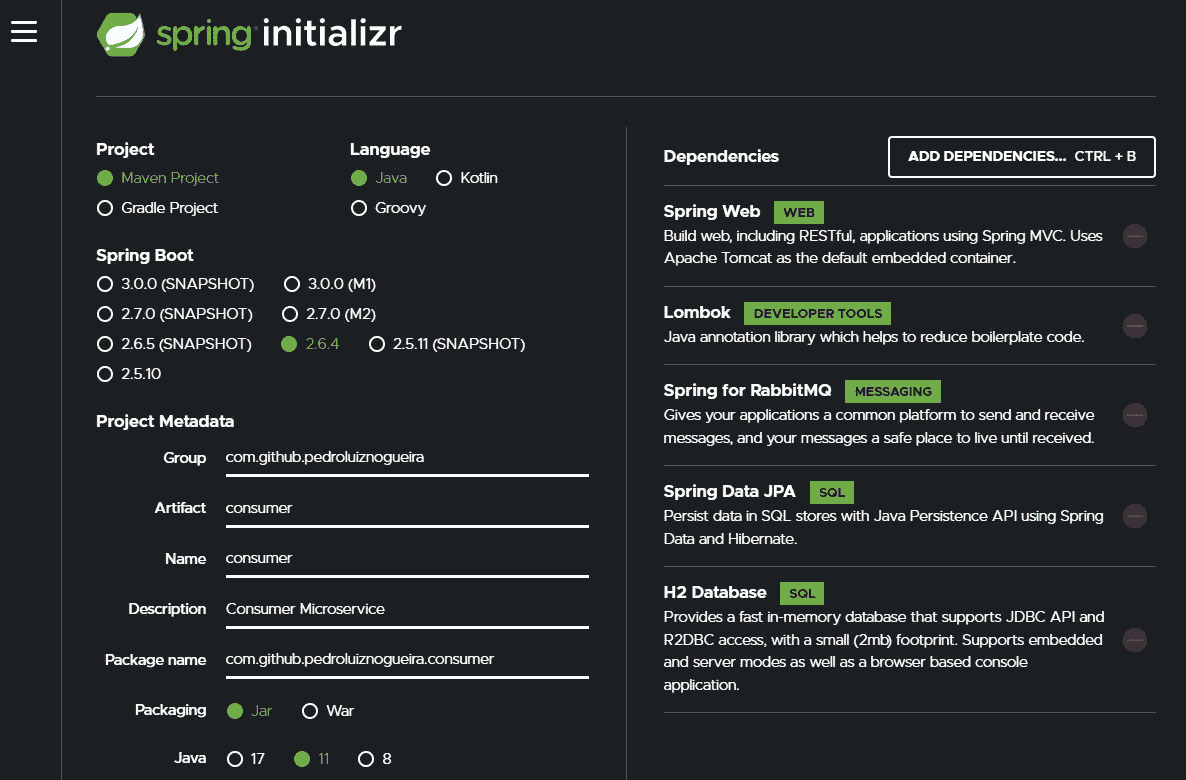 spring initializr
Project
Maven Project
Gradle Project
Language
Java Kotlin
Groovy
Spring Boot
3.0.0 (SNAPSHOT) 3.0.0 (M1)
2.7.0 (SNAPSHOT) 2.7.0 (M2)
2.6.5 (SNAPSHOT) 2.6.4 2.5.11 (SNAPSHOT)
2.5.10
Project Metadata
Group com.github.pedroluiznogueira
Artifact consumer
Name consumer
Description Consumer Microservice
Package name com.github.pedroluiznogueira.consumer
Packaging Jar War
Java 17 11 8
Dependencies ADD DEPENDENCIES... CTRL + B
Spring Web WEB
Build web, including RESTful, applications using Spring MVC. Uses
Apache Tomcat as the default embedded container.
Lombok DEVELOPER TOOLS
Java annotation library which helps to reduce boilerplate code.
Spring for RabbitMQ MESSAGING
Gives your applications a common platform to send and receive
messages, and your messages a safe place to live until received.
Spring Data JPA SQL
Persist data in SQL stores with Java Persistence API using Spring
Data and Hibernate.
H2 Database SQL
Provides a fast in-memory database that supports JDBC API and
R2DBC access, with a small (2mb) footprint. Supports embedded
and server modes as well as a browser based console
application.